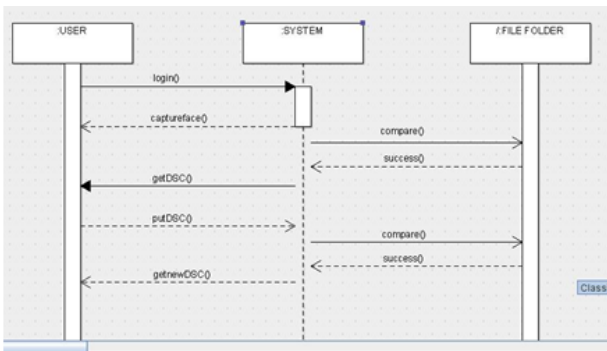 :USER
:SYSTEM
/:FILE FOLDER
login()
captureface()
compare()
success()
getDSC()
putDSC()
compare()
success()
getnewDSC()
Class